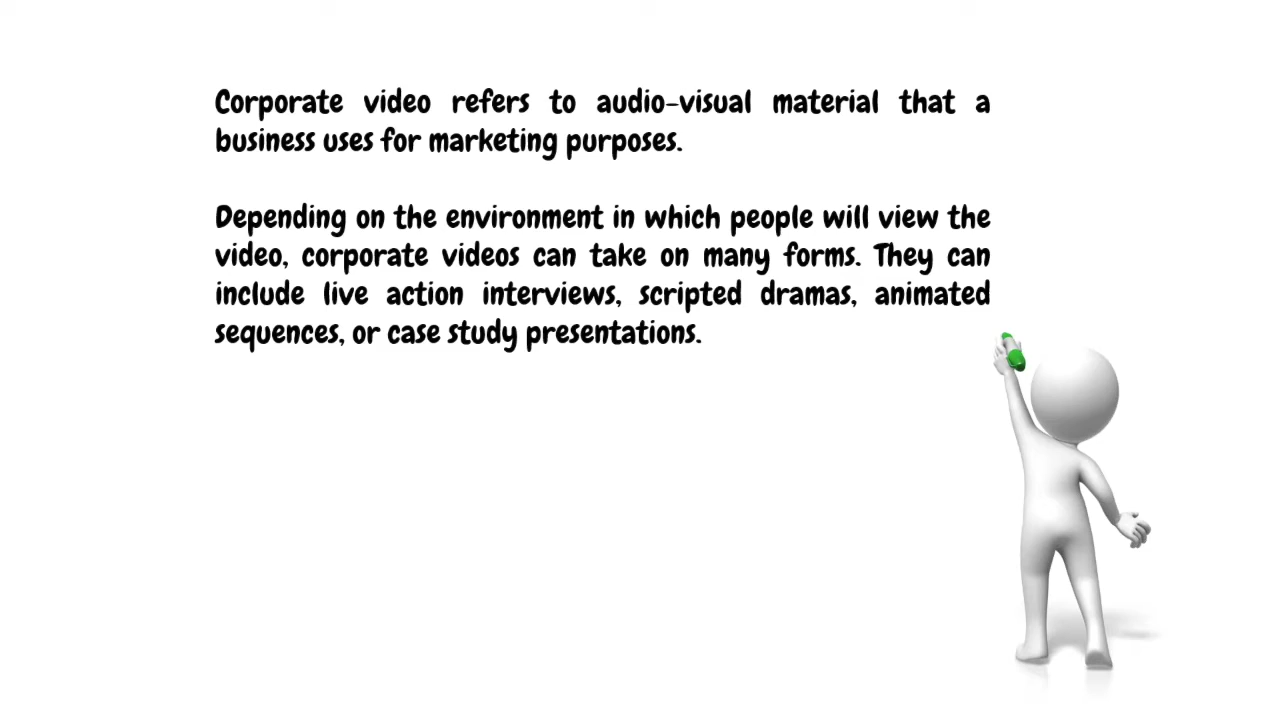 Corporate video refers to audio-visual material that a
business uses for marketing purposes.
Depending on the environment in which people will view the
video, corporate videos can take on many forms. They can
include live action interviews, scripted dramas, animated
sequences, or case study presentations.